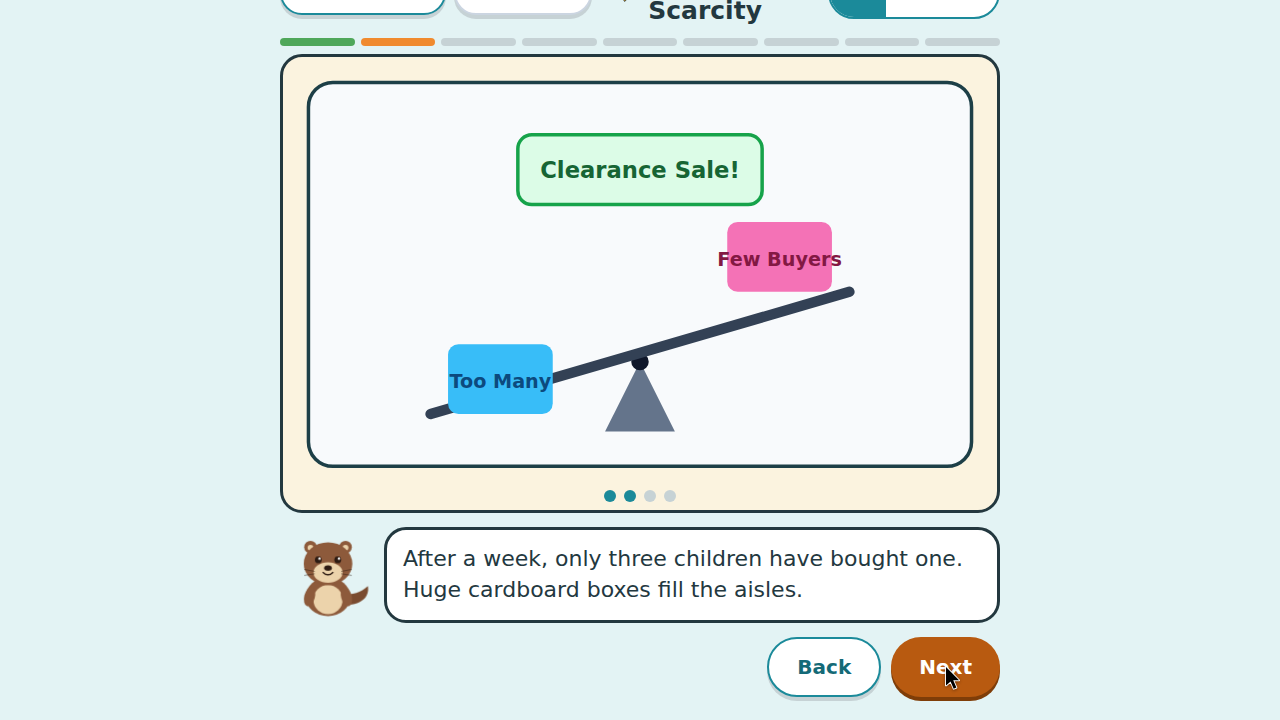 Scarcity
Clearance Sale!
Few Buyers
Too Many
After a week, only three children have bought one.
Huge cardboard boxes fill the aisles.
Back
Next